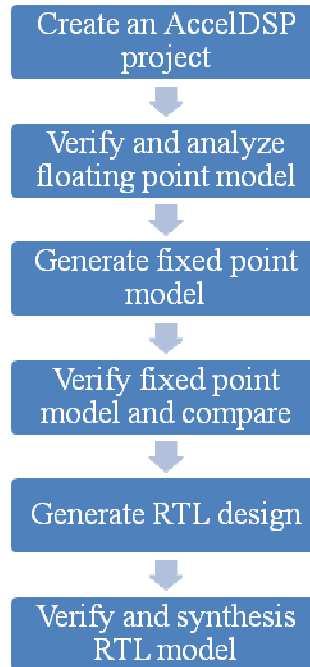 Create an AccelDSP
project
Verify and analyze
floating point model
Generate fixed point
model
Verify fixed point
model and compare
Generate RTL design
Verify and synthesis
RTL model